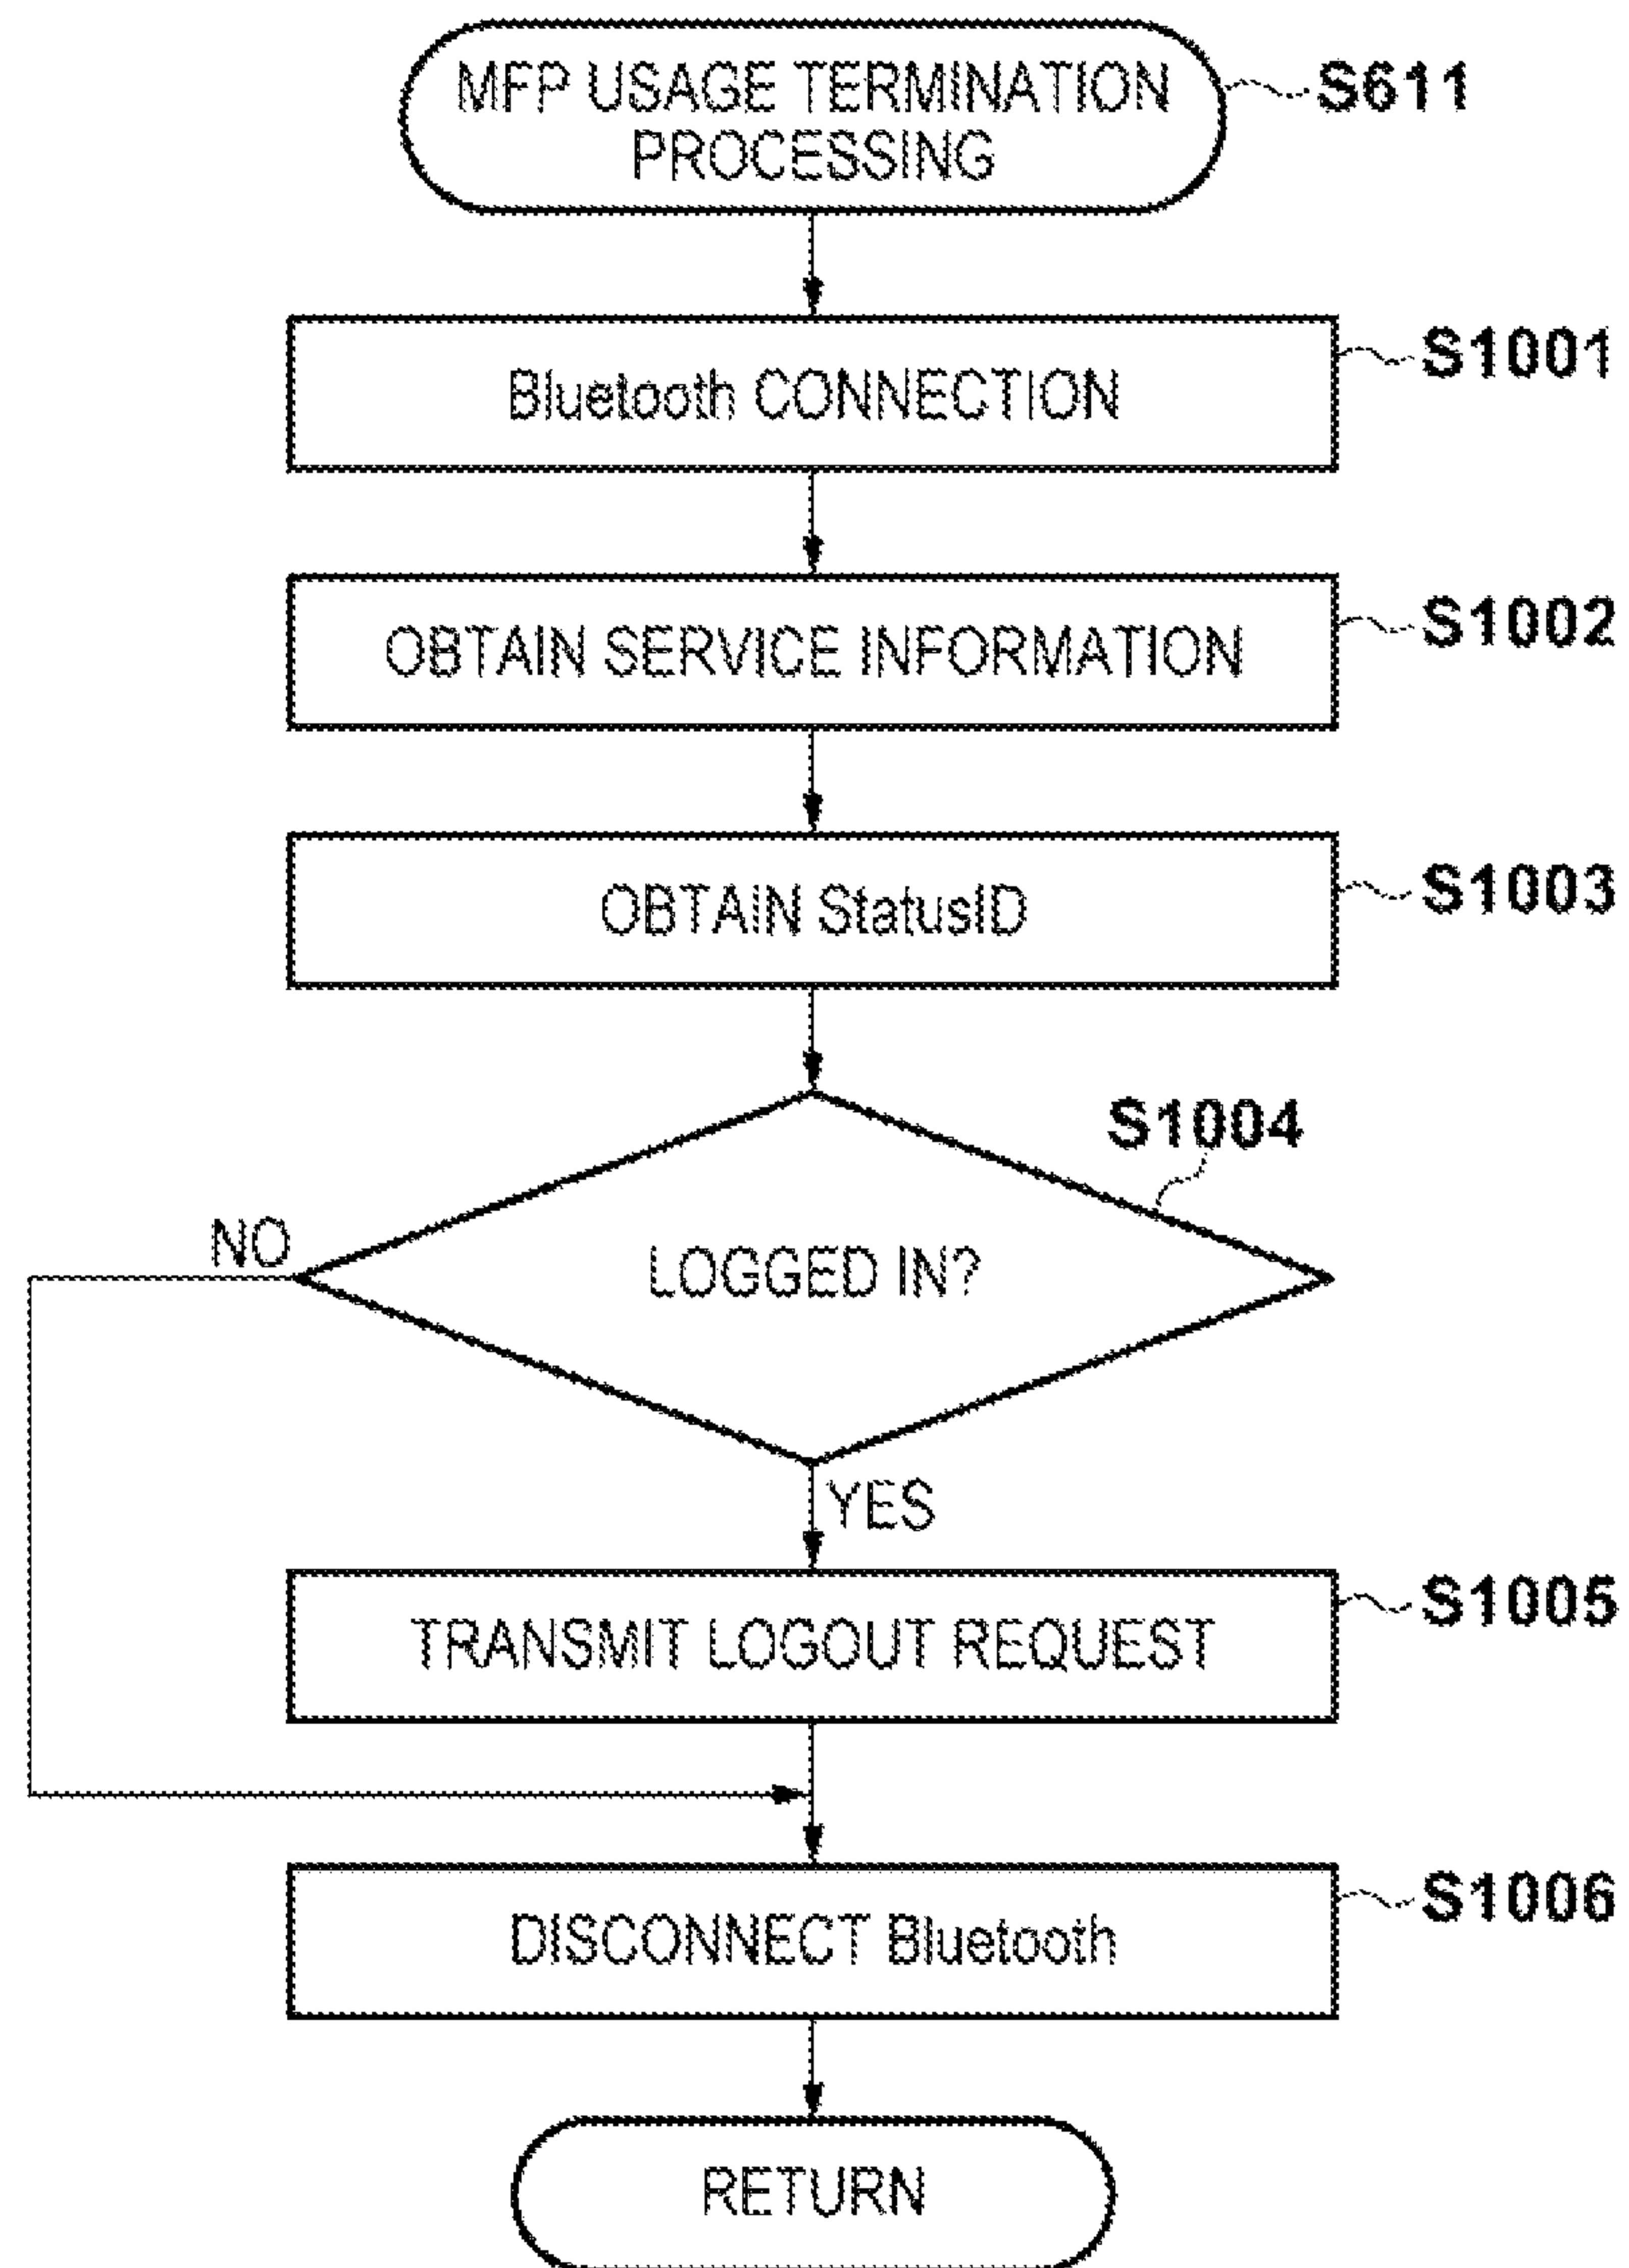 MFP USAGE TERMINATION
PROCESSING
S611
Bluetooth CONNECTION
S1001
OBTAIN SERVICE INFORMATION
S1002
OBTAIN StatusID
S1003
S1004
NO
LOGGED IN?
YES
TRANSMIT LOGOUT REQUEST
S1005
DISCONNECT Bluetooth
S1006
RETURN